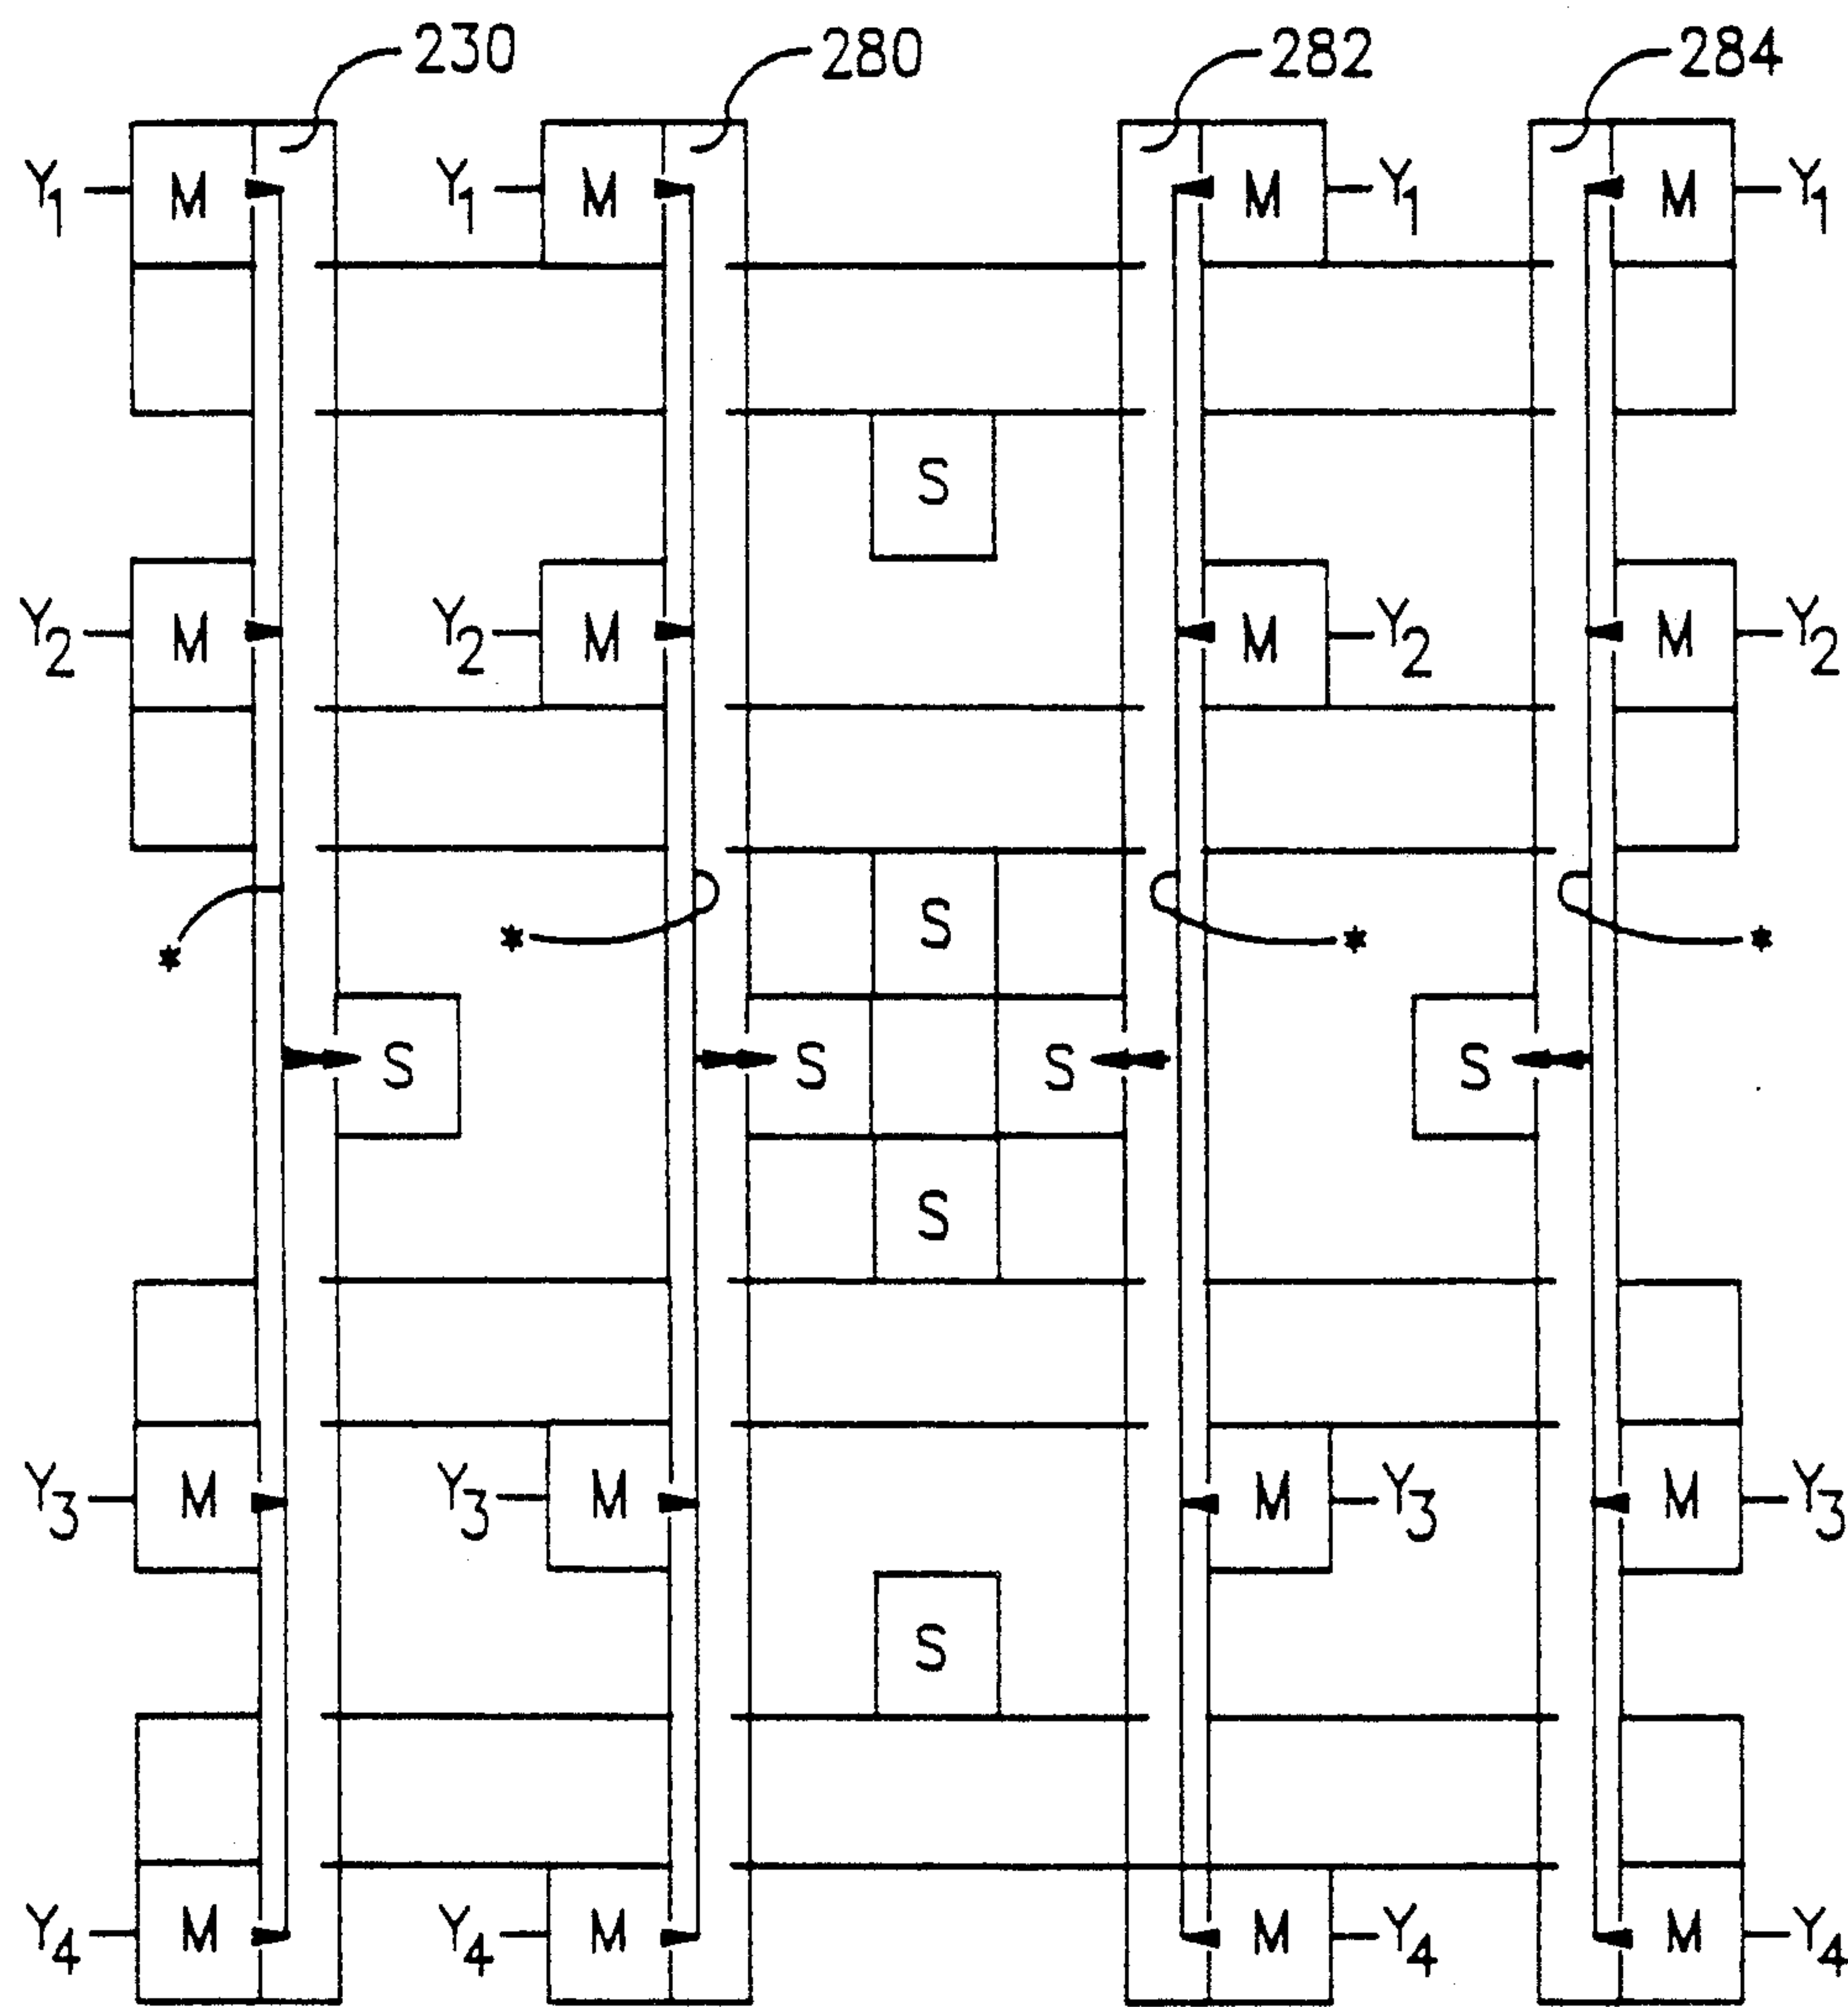 230 280 282 284
Y1 M Y1 M M Y1 M Y1
S
Y2 M Y2 M M Y2 M Y2
S
* * * *
S S S S
S
Y3 M Y3 M M Y3 M Y3
S
Y4 M Y4 M M Y4 M Y4